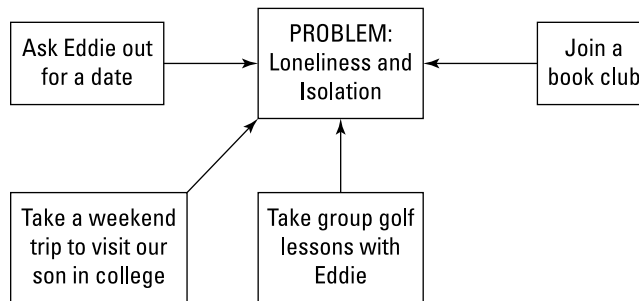 Ask Eddie out
for a date
PROBLEM:
Loneliness and
Isolation
Join a
book club
Take a weekend
trip to visit our
son in college
Take group golf
lessons with
Eddie